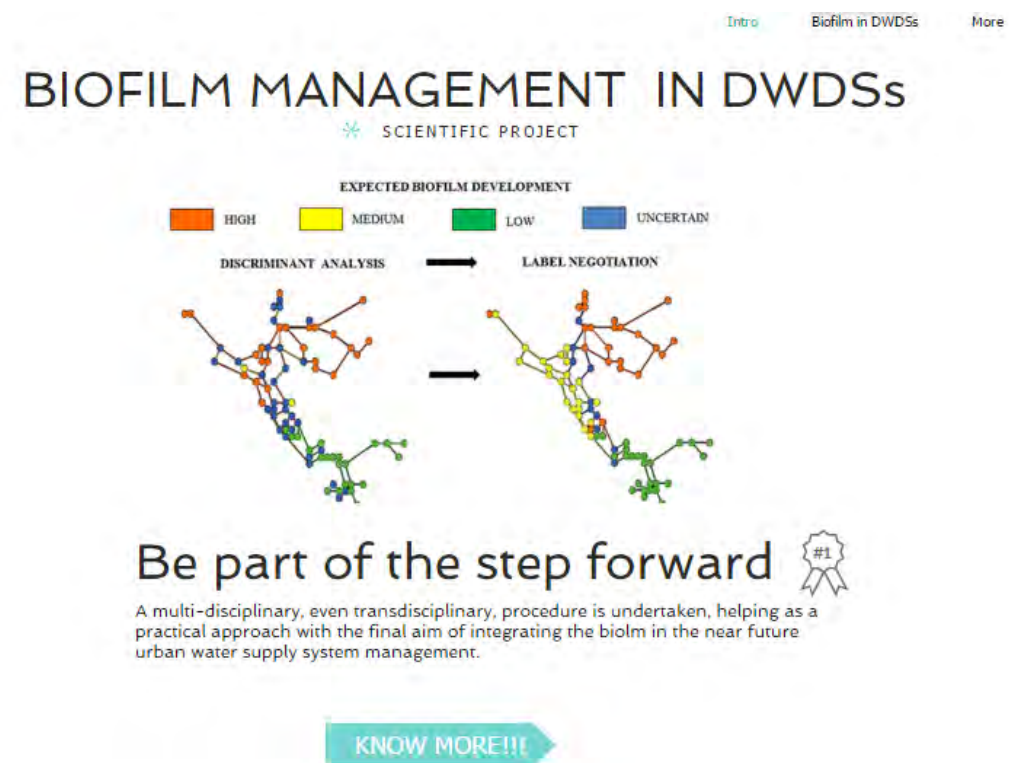 Intro Biofilm in DWDSs More
BIOFILM MANAGEMENT IN DWDSs
SCIENTIFIC PROJECT
EXPECTED BIOFILM DEVELOPMENT
HIGH MEDIUM LOW UNCERTAIN
DISCRIMINANT ANALYSIS LABEL NEGOTIATION
Be part of the step forward #1
A multi-disciplinary, even transdisciplinary, procedure is undertaken, helping as a
practical approach with the final aim of integrating the biolm in the near future
urban water supply system management.
KNOW MORE!!!